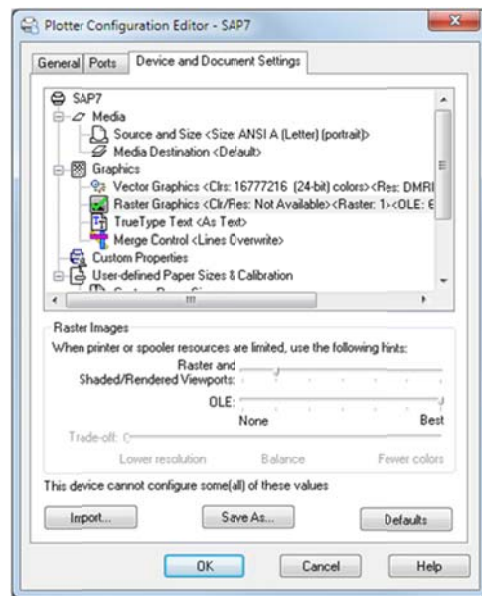 Plotter Configuration Editor - SAP7
General Ports Device and Document Settings
SAP7
Media
Source and Size <Size: ANSI A (Letter) (portrait)>
Media Destination <Default>
Graphics
Vector Graphics <Clrs: 16777216 (24-bit) colors><Res: DMRI
Raster Graphics <Clr/Res: Not Available><Raster: 1><OLE: 6
TrueType Text <As Text>
Merge Control <Lines Overwrite>
Custom Properties
User-defined Paper Sizes & Calibration
Raster Images
When printer or spooler resources are limited, use the following hints:
Raster and
Shaded/Rendered Viewports:
OLE:
None Best
Trade-off:
Lower resolution Balance Fewer colors
This device cannot configure some(all) of these values
Import... Save As... Defaults
OK Cancel Help